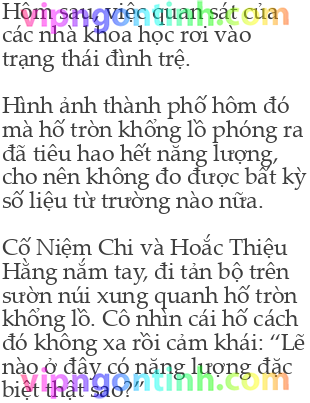 Hôm sau, việc quan sát của
các nhà khoa học rơi vào
trạng thái đình trệ.
Hình ảnh thành phố hôm đó
mà hố tròn khổng lồ phóng ra
đã tiêu hao hết năng lượng,
cho nên không đo được bất kỳ
số liệu từ trường nào nữa.
Cố Niệm Chi và Hoắc Thiệu
Hằng nắm tay, đi tản bộ trên
sườn núi xung quanh hố tròn
khổng lồ. Cô nhìn cái hố cách
đó không xa rồi cảm khái: “Lẽ
nào ở đây có năng lượng đặc
biệt thật sao?”
vipngontinh.com
vipngontinh.com